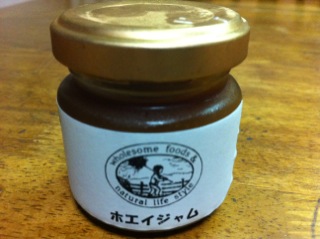 wholesome foods &
natural life style
ホエイジャム